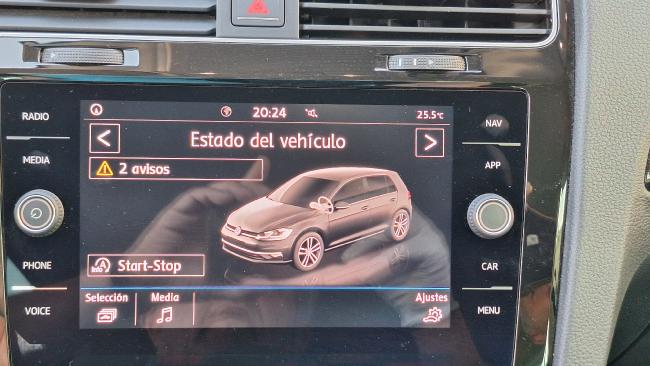 RADIO
MEDIA
PHONE
VOICE
20:24
25.5°C
Estado del vehículo
2 avisos
A
Info
Start-Stop
Selección
Media
Ajustes
NAV
APP
CAR
MENU